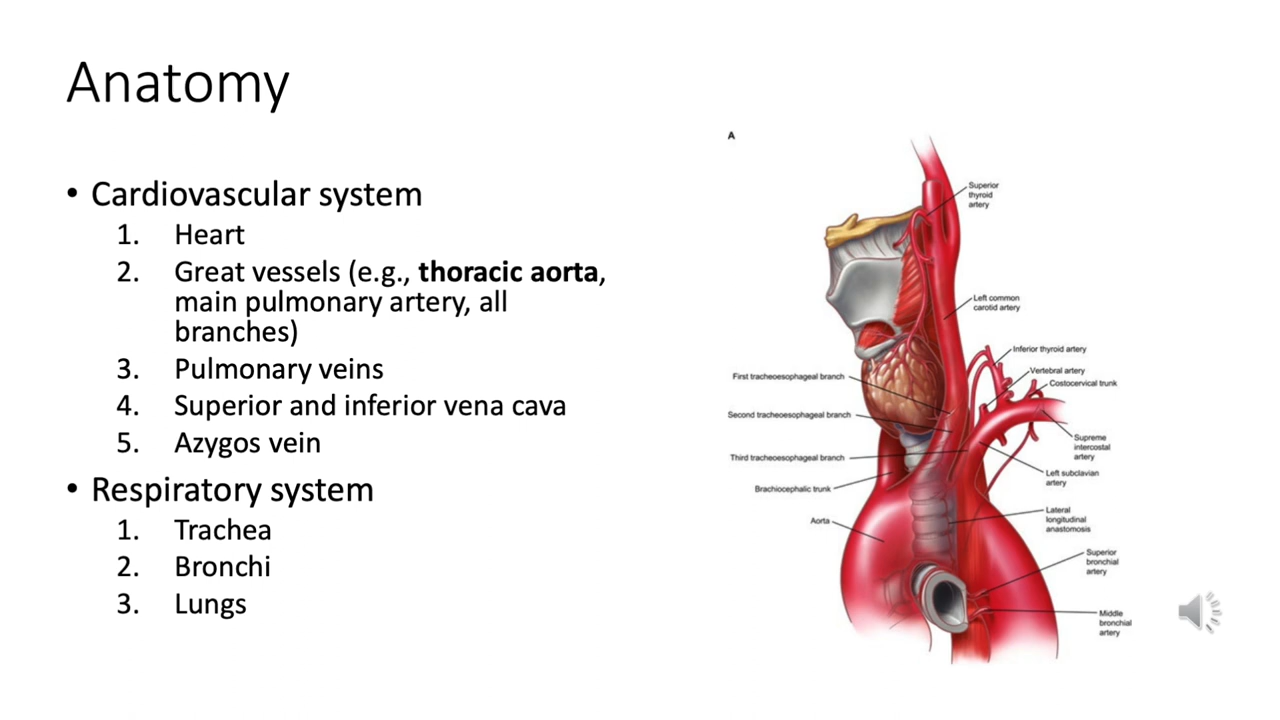 Anatomy
• Cardiovascular system
1. Heart
2. Great vessels (e.g., thoracic aorta,
main pulmonary artery, all
branches)
3. Pulmonary veins
4. Superior and inferior vena cava
5. Azygos vein
• Respiratory system
1. Trachea
2. Bronchi
3. Lungs
A
Superior
thyroid
artery
Left common
carotid artery
Inferior thyroid artery
Vertebral artery
Costocervical trunk
First tracheoesophageal branch
Second tracheoesophageal branch
Third tracheoesophageal branch
Brachiocephalic trunk
Aorta
Supreme
intercostal
artery
Left subclavian
artery
Lateral
longitudinal
anastomosis
Superior
bronchial
artery
Middle
bronchial
artery